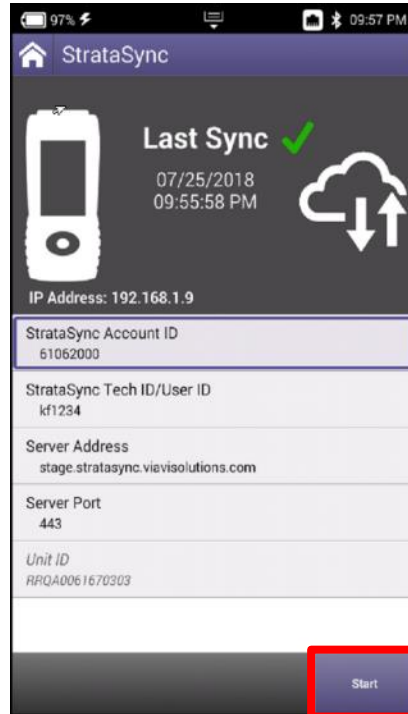 97% 09:57 PM
StrataSync
Last Sync
07/25/2018
09:55:58 PM
IP Address: 192.168.1.9
StrataSync Account ID
61062000
StrataSync Tech ID/User ID
kf1234
Server Address
stage.stratasync.viavisolutions.com
Server Port
443
Unit ID
RRQA0061670303
Start